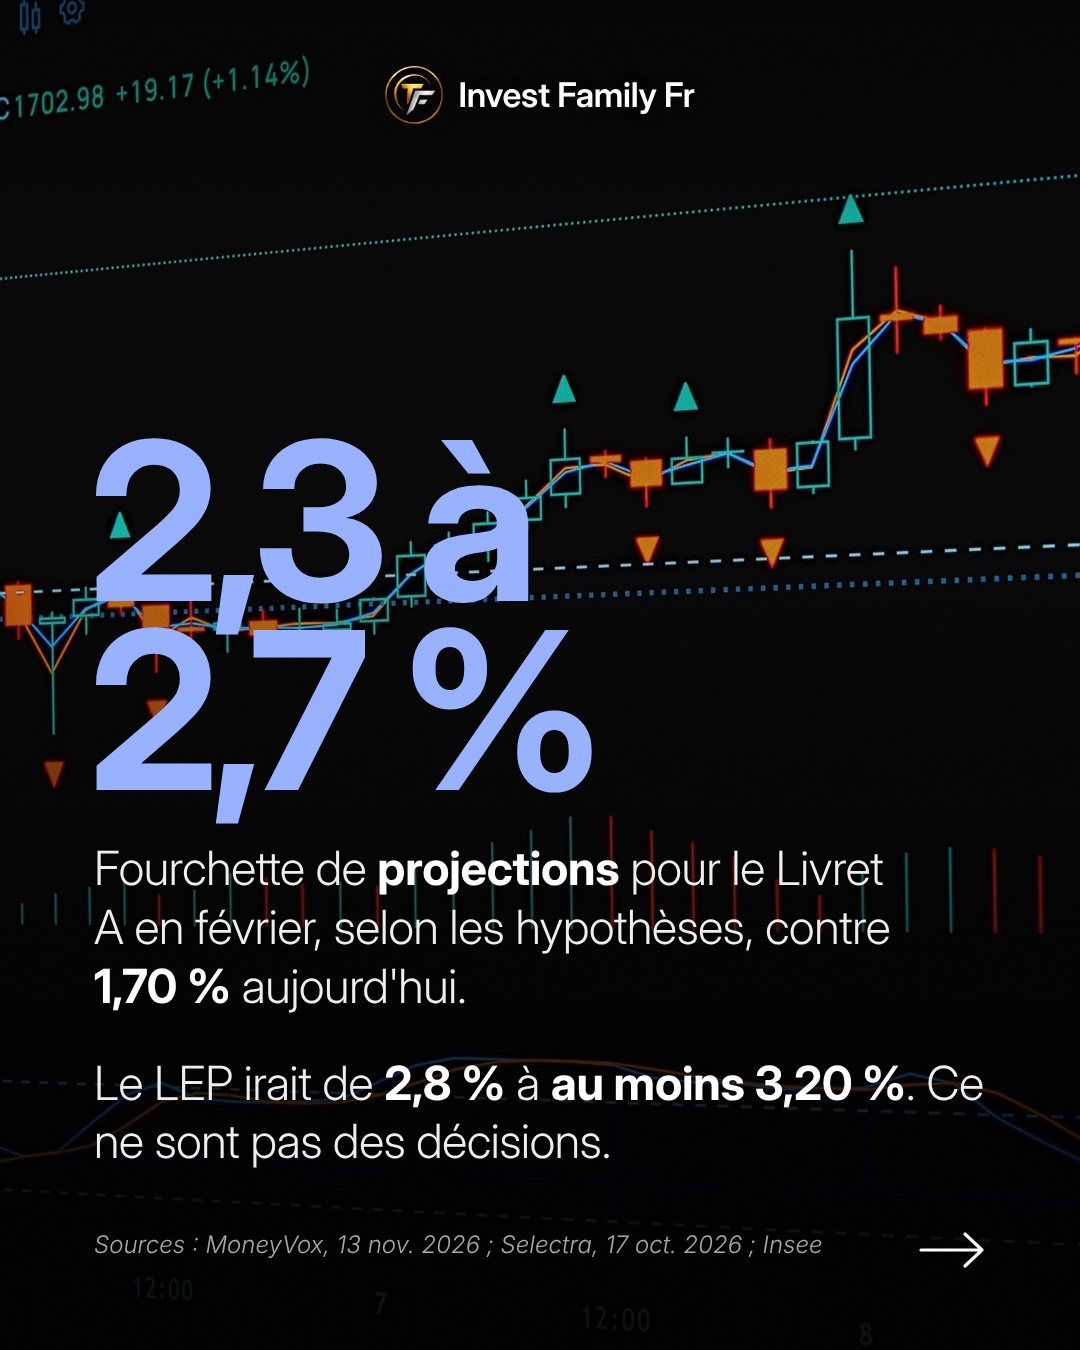 C1702.98 +19.17 (+1.14%)
Invest Family Fr
2,3 à
2,7 %
Fourchette de projections pour le Livret
A en février, selon les hypothèses, contre
1,70 % aujourd'hui.
Le LEP irait de 2,8 % à au moins 3,20 %. Ce
ne sont pas des décisions.
Sources : MoneyVox, 13 nov. 2026 ; Selectra, 17 oct. 2026 ; Insee
12:00
7
12:00
8